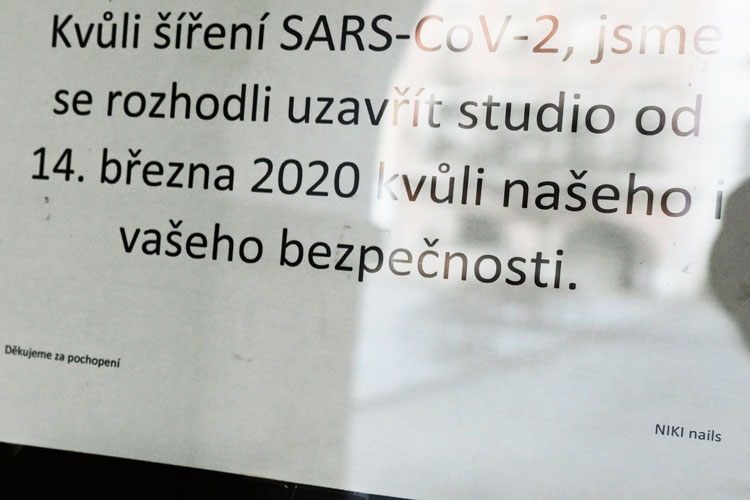 Kvůli šíření SARS-CoV-2, jsme
se rozhodli uzavřít studio od
14. března 2020 kvůli našeho i
vašeho bezpečnosti.
Děkujeme za pochopení
NIKI nails